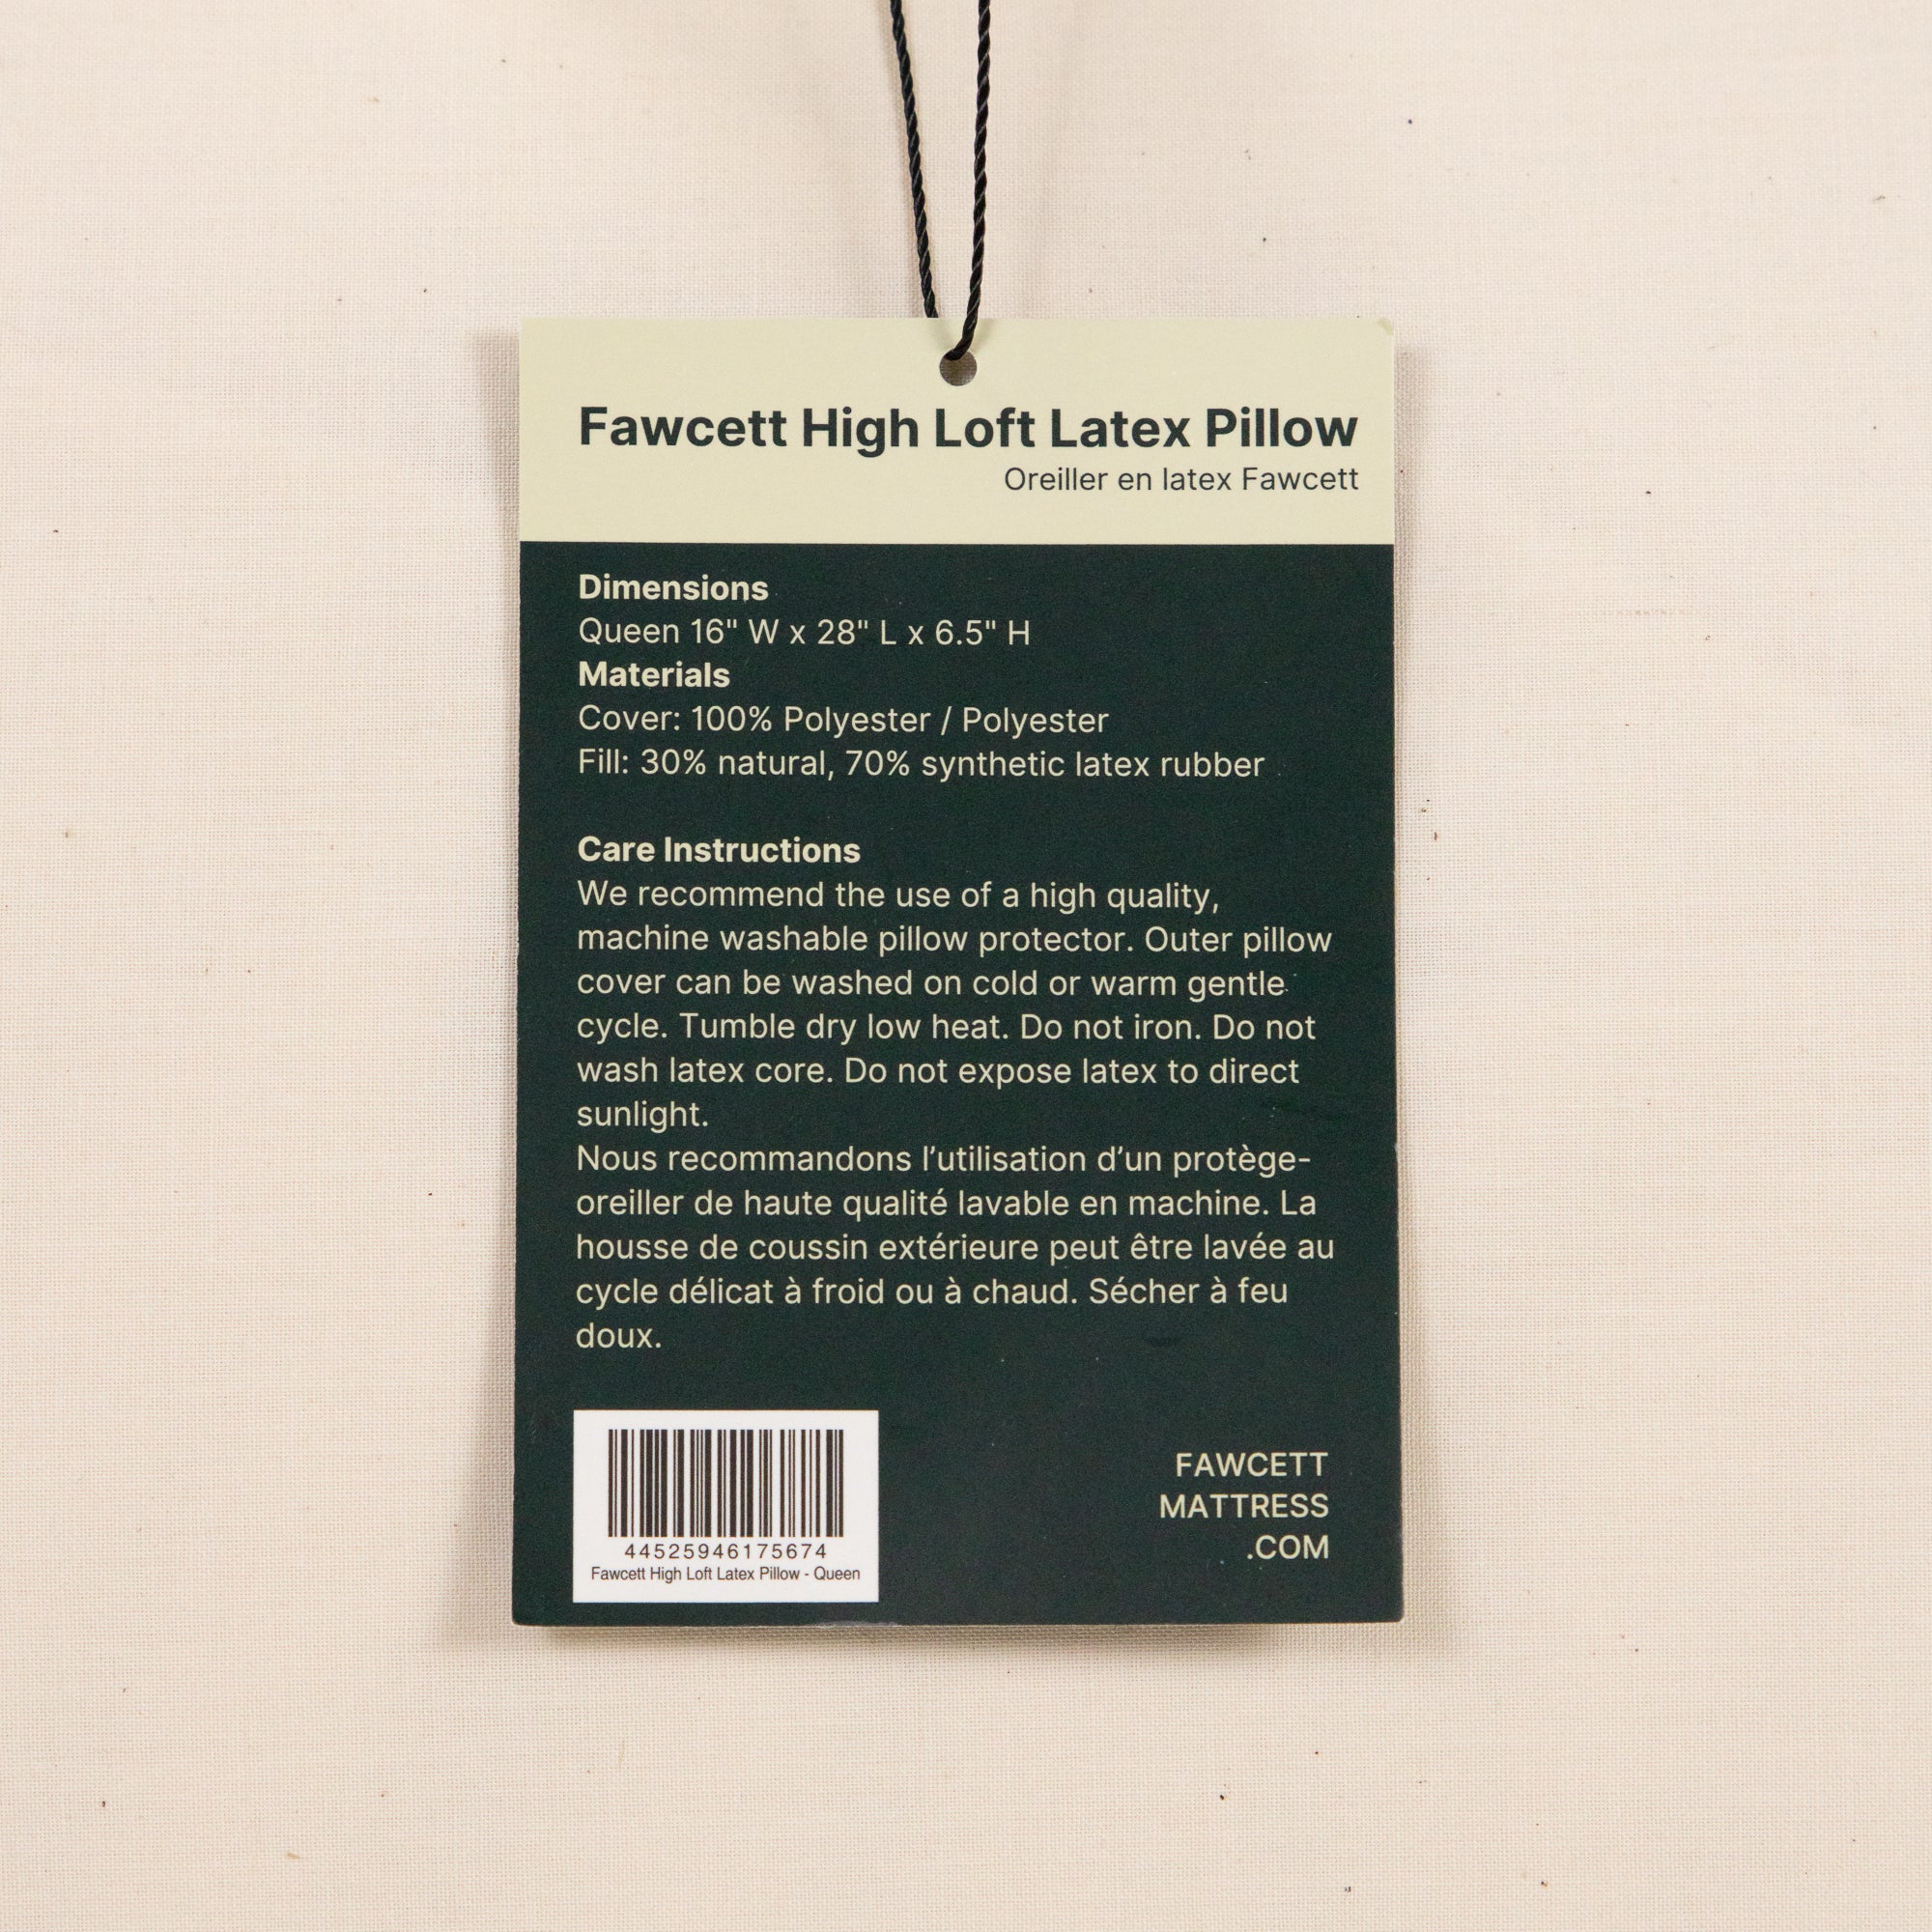 Fawcett High Loft Latex Pillow
Oreiller en latex Fawcett
Dimensions
Queen 16" W x 28" L x 6.5" H
Materials
Cover: 100% Polyester / Polyester
Fill: 30% natural, 70% synthetic latex rubber
Care Instructions
We recommend the use of a high quality,
machine washable pillow protector. Outer pillow
cover can be washed on cold or warm gentle
cycle. Tumble dry low heat. Do not iron. Do not
wash latex core. Do not expose latex to direct
sunlight.
Nous recommandons l’utilisation d’un protège-
oreiller de haute qualité lavable en machine. La
housse de coussin extérieure peut être lavée au
cycle délicat à froid ou à chaud. Sécher à feu
doux.
44525946175674
Fawcett High Loft Latex Pillow - Queen
FAWCETT
MATTRESS
.COM